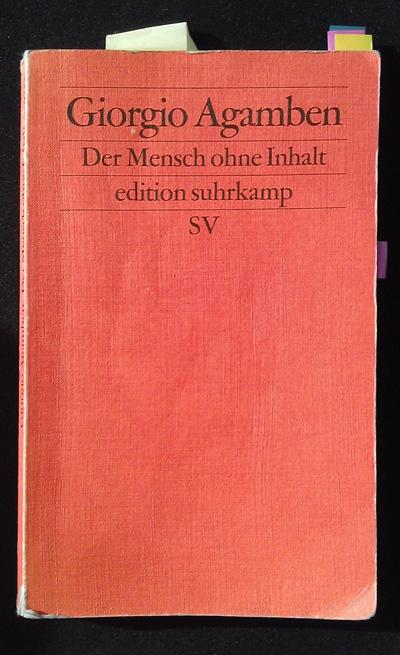 Giorgio Agamben
Der Mensch ohne Inhalt
edition suhrkamp
SV